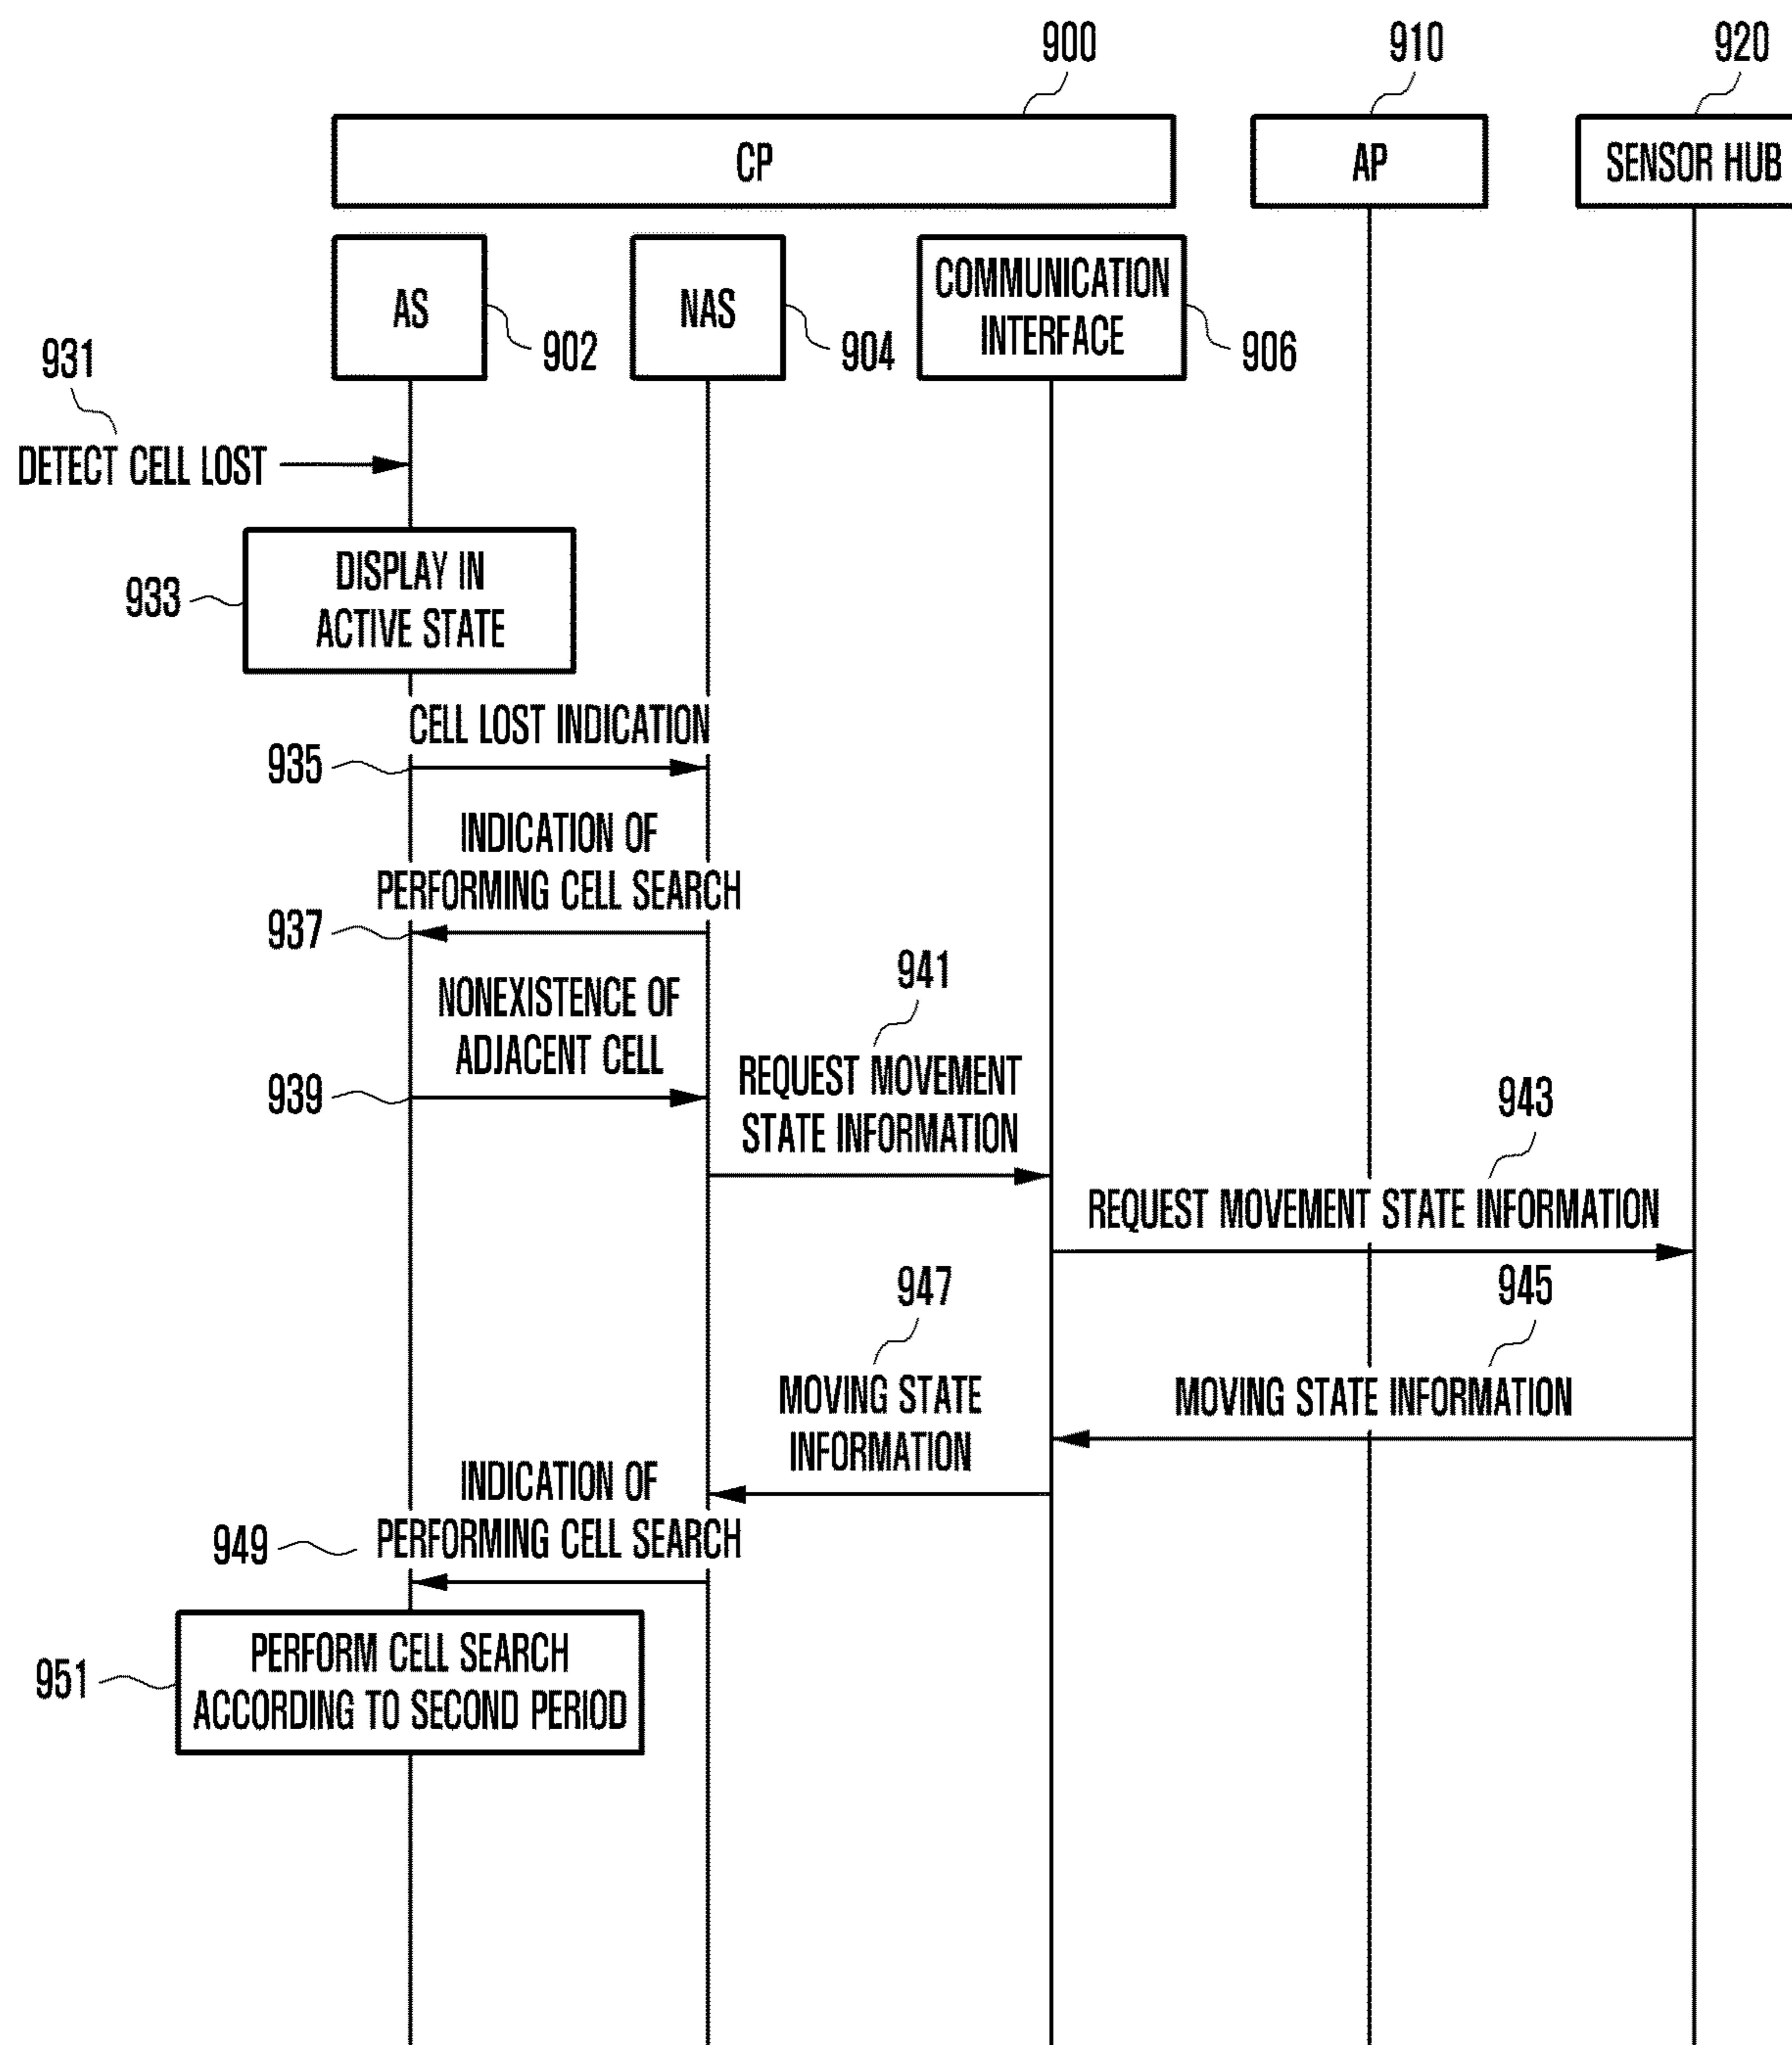 900
910
920
CP
AP
SENSOR HUB
AS
NAS
COMMUNICATION
INTERFACE
902
904
906
931
DETECT CELL LOST
933
DISPLAY IN
ACTIVE STATE
CELL LOST INDICATION
935
INDICATION OF
PERFORMING CELL SEARCH
937
NONEXISTENCE OF
ADJACENT CELL
939
941
REQUEST MOVEMENT
STATE INFORMATION
943
REQUEST MOVEMENT STATE INFORMATION
945
MOVING STATE INFORMATION
947
MOVING STATE
INFORMATION
INDICATION OF
PERFORMING CELL SEARCH
949
951
PERFORM CELL SEARCH
ACCORDING TO SECOND PERIOD